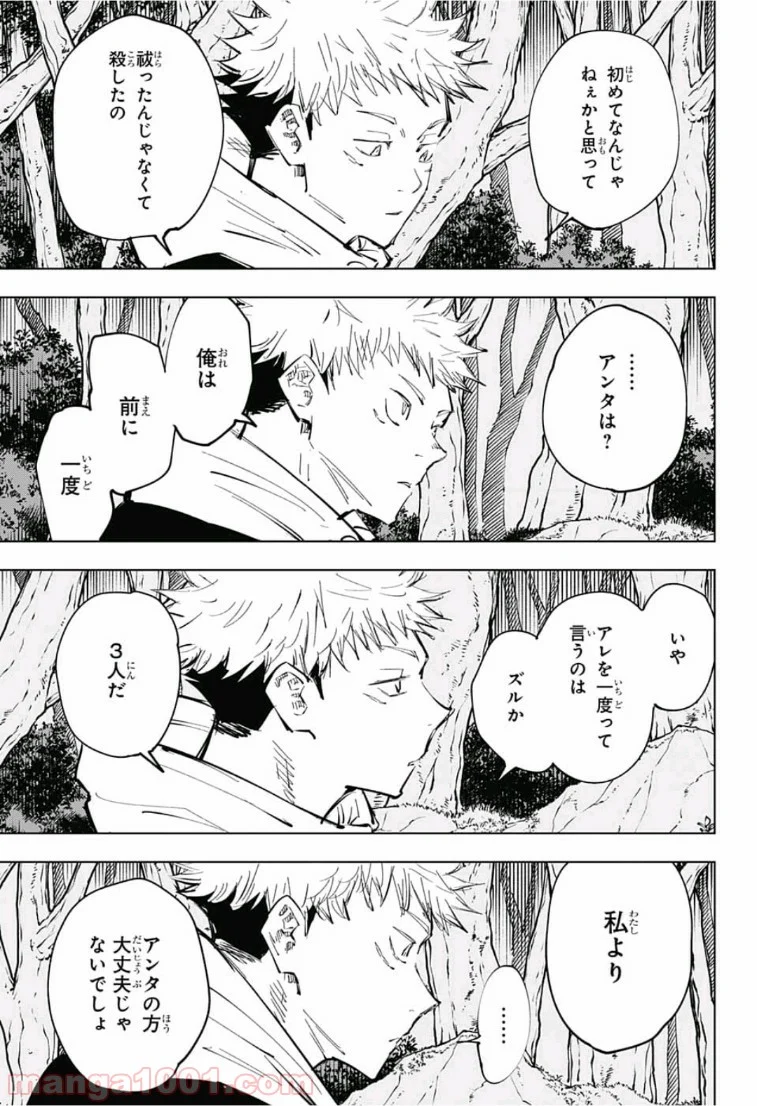 初めてなんじゃ
ねぇかと思って
祓ったんじゃなくて
殺したの
……
アンタは？
俺は
前に
一度
いや
アレを一度って
言うのは
ズルか
３人だ
私より
……
アンタの方
大丈夫じゃ
ないでしょ
manga1001.com